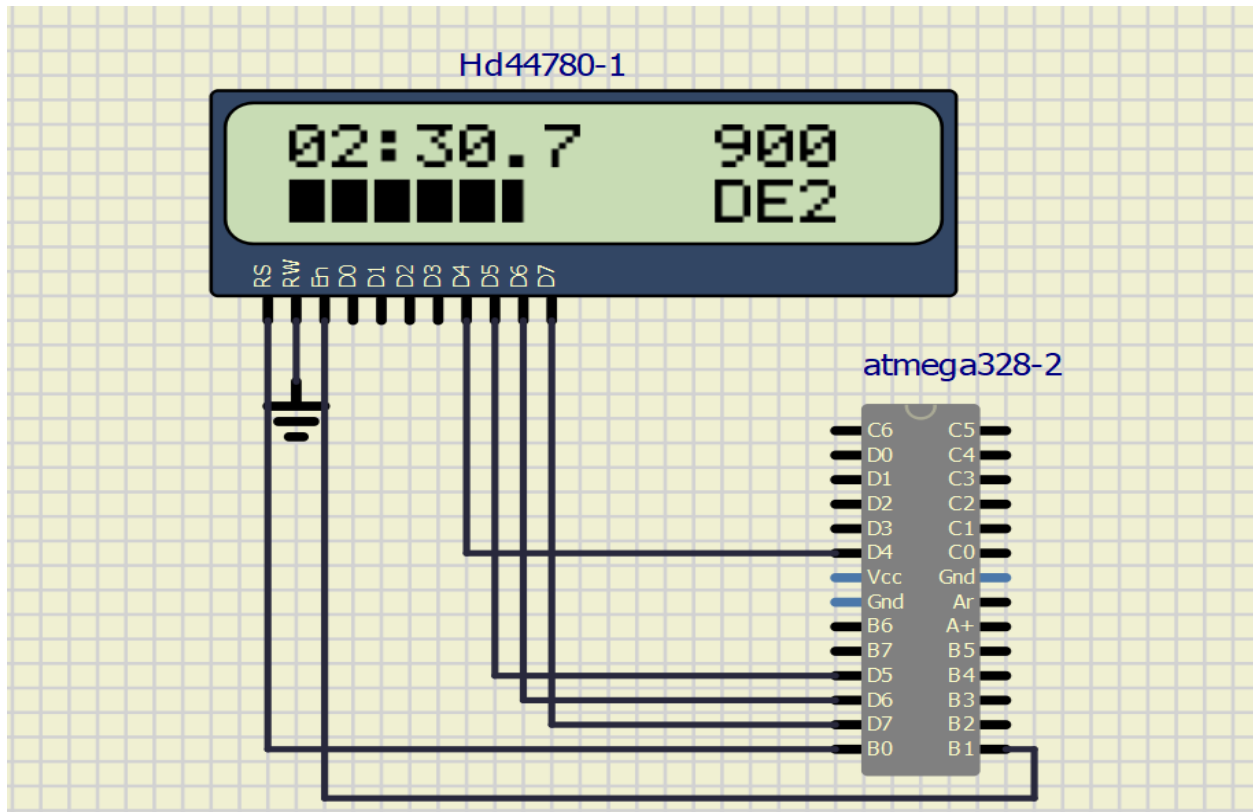 Hd44780-1
02:30.7 900
DE2
RS RW En D0 D1 D2 D3 D4 D5 D6 D7
atmega328-2
C6 C5
D0 C4
D1 C3
D2 C2
D3 C1
D4 C0
Vcc Gnd
Gnd Ar
B6 A+
B7 B5
D5 B4
D6 B3
D7 B2
B0 B1